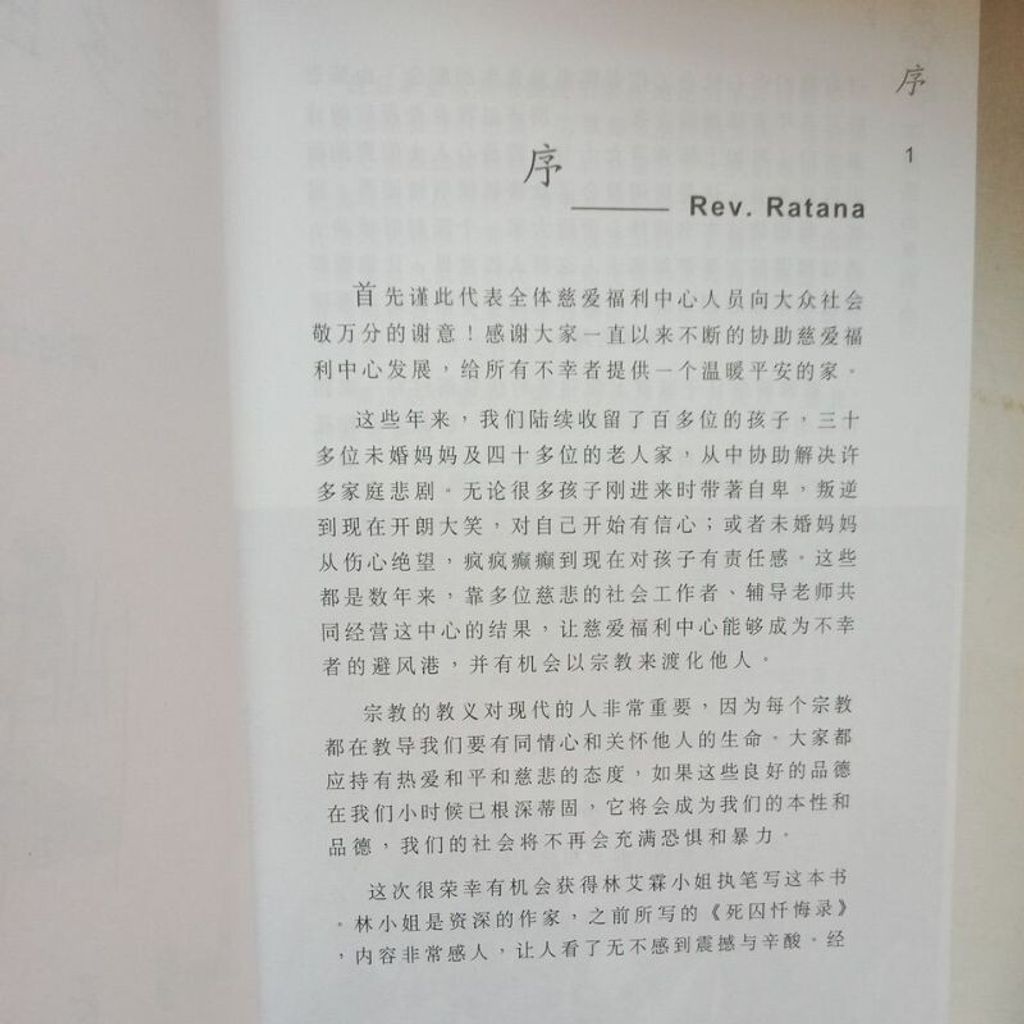 序
1
序
—— Rev. Ratana
首先谨此代表全体慈爱福利中心人员向大众社会
敬万分的谢意！感谢大家一直以来不断的协助慈爱福
利中心发展，给所有不幸者提供一个温暖平安的家。
这些年来，我们陆续收留了百多位的孩子，三十
多位未婚妈妈及四十多位的老人家，从中协助解决许
多家庭悲剧。无论很多孩子刚进来时带著自卑，叛逆
到现在开朗大笑，对自己开始有信心；或者未婚妈妈
从伤心绝望，疯疯癫癫到现在对孩子有责任感。这些
都是数年来，靠多位慈悲的社会工作者、辅导老师共
同经营这中心的结果，让慈爱福利中心能够成为不幸
者的避风港，并有机会以宗教来渡化他人。
宗教的教义对现代的人非常重要，因为每个宗教
都在教导我们要有同情心和关怀他人的生命。大家都
应持有热爱和平和慈悲的态度，如果这些良好的品德
在我们小时候已根深蒂固，它将会成为我们的本性和
品德，我们的社会将不再会充满恐惧和暴力。
这次很荣幸有机会获得林艾霖小姐执笔写这本书
。林小姐是资深的作家，之前所写的《死囚忏悔录》
，内容非常感人，让人看了无不感到震撼与辛酸。经